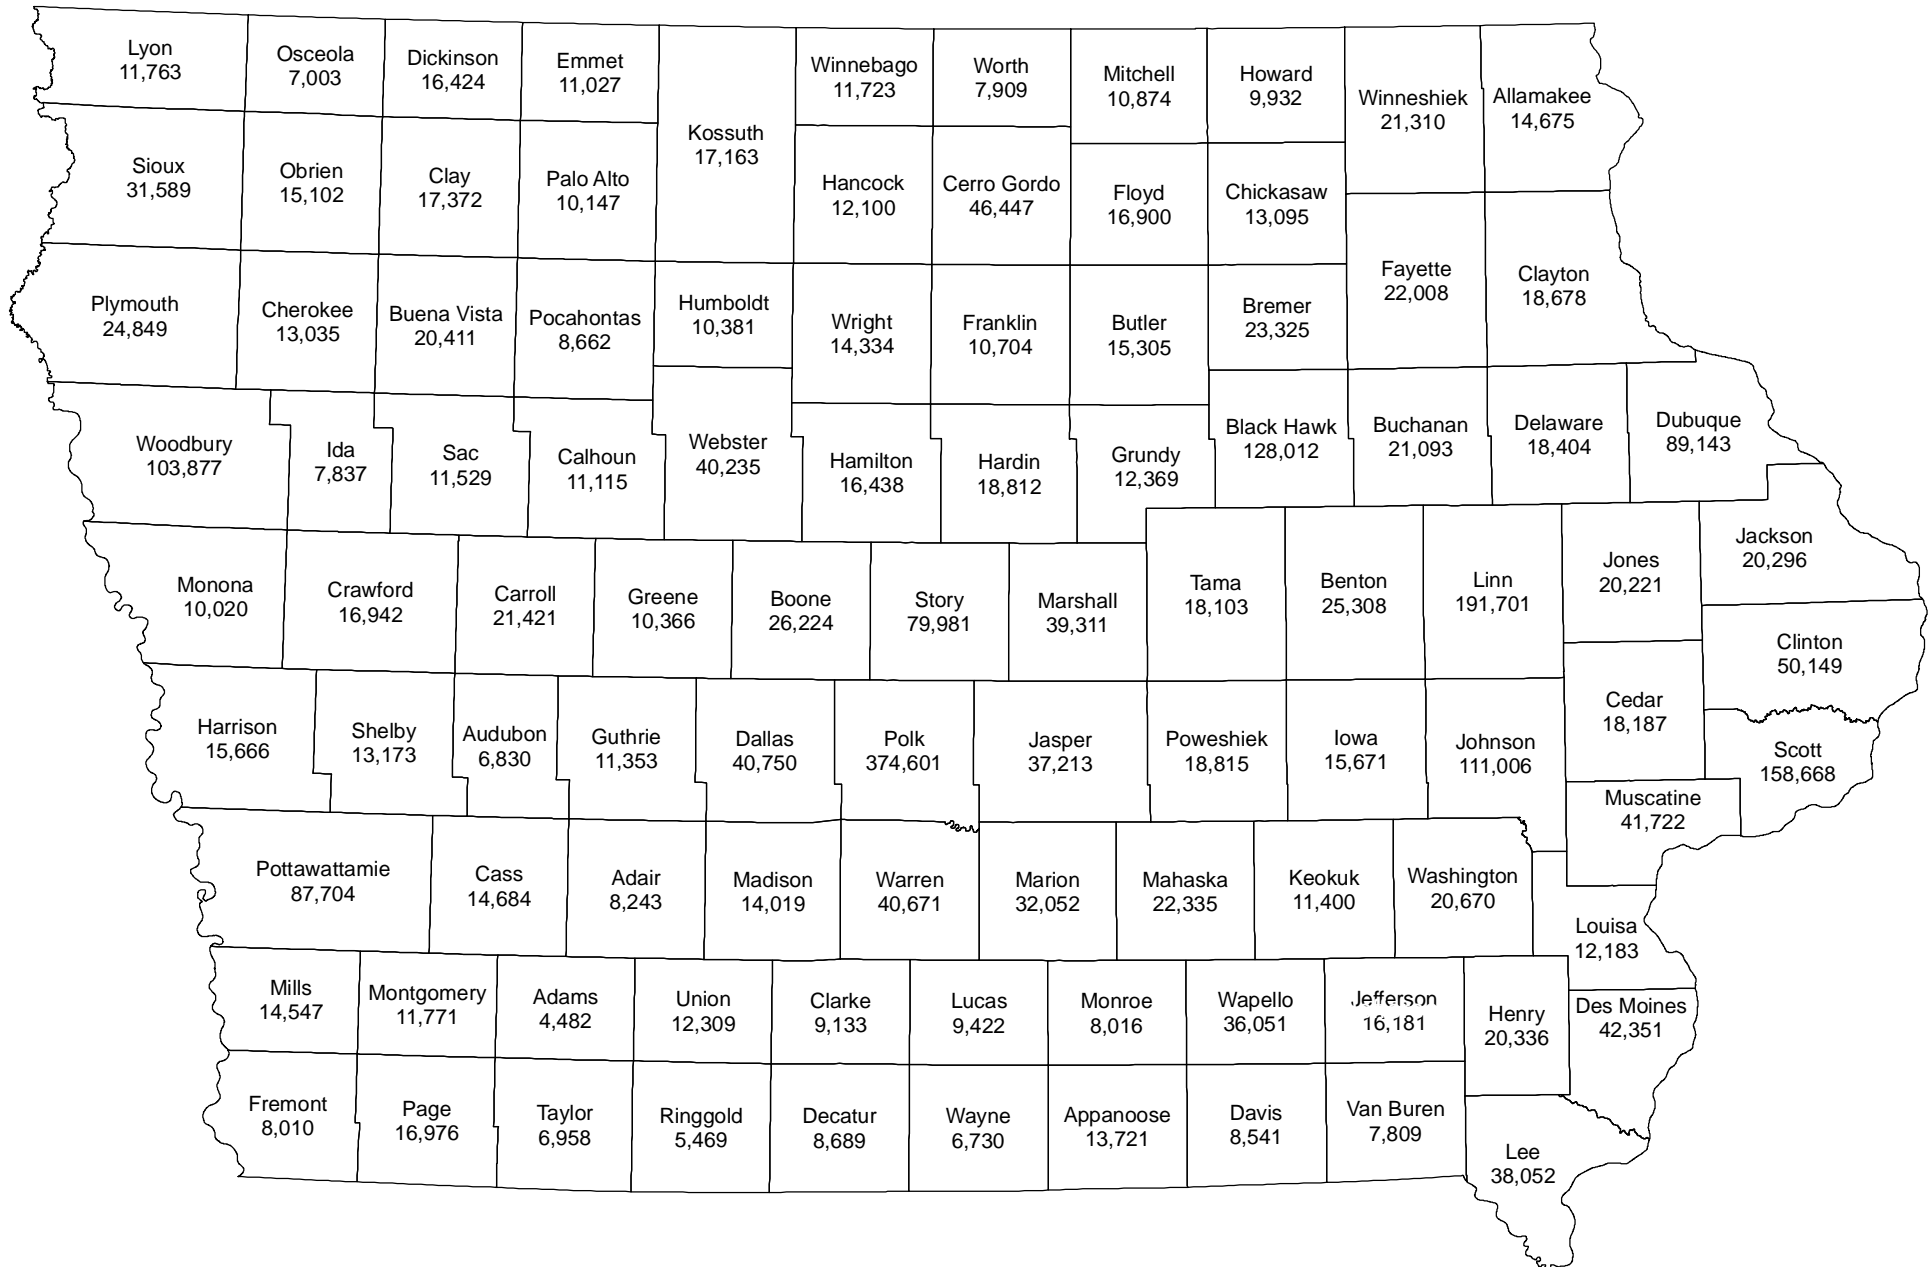 Lyon
11,763
Osceola
7,003
Dickinson
16,424
Emmet
11,027
Kossuth
17,163
Winnebago
11,723
Worth
7,909
Mitchell
10,874
Howard
9,932
Winneshiek
21,310
Allamakee
14,675
Sioux
31,589
Obrien
15,102
Clay
17,372
Palo Alto
10,147
Hancock
12,100
Cerro Gordo
46,447
Floyd
16,900
Chickasaw
13,095
Fayette
22,008
Clayton
18,678
Plymouth
24,849
Cherokee
13,035
Buena Vista
20,411
Pocahontas
8,662
Humboldt
10,381
Wright
14,334
Franklin
10,704
Butler
15,305
Bremer
23,325
Woodbury
103,877
Ida
7,837
Sac
11,529
Calhoun
11,115
Webster
40,235
Hamilton
16,438
Hardin
18,812
Grundy
12,369
Black Hawk
128,012
Buchanan
21,093
Delaware
18,404
Dubuque
89,143
Monona
10,020
Crawford
16,942
Carroll
21,421
Greene
10,366
Boone
26,224
Story
79,981
Marshall
39,311
Tama
18,103
Benton
25,308
Linn
191,701
Jones
20,221
Jackson
20,296
Clinton
50,149
Harrison
15,666
Shelby
13,173
Audubon
6,830
Guthrie
11,353
Dallas
40,750
Polk
374,601
Jasper
37,213
Poweshiek
18,815
Iowa
15,671
Johnson
111,006
Cedar
18,187
Scott
158,668
Muscatine
41,722
Pottawattamie
87,704
Cass
14,684
Adair
8,243
Madison
14,019
Warren
40,671
Marion
32,052
Mahaska
22,335
Keokuk
11,400
Washington
20,670
Louisa
12,183
Mills
14,547
Montgomery
11,771
Adams
4,482
Union
12,309
Clarke
9,133
Lucas
9,422
Monroe
8,016
Wapello
36,051
Jefferson
16,181
Henry
20,336
Des Moines
42,351
Fremont
8,010
Page
16,976
Taylor
6,958
Ringgold
5,469
Decatur
8,689
Wayne
6,730
Appanoose
13,721
Davis
8,541
Van Buren
7,809
Lee
38,052